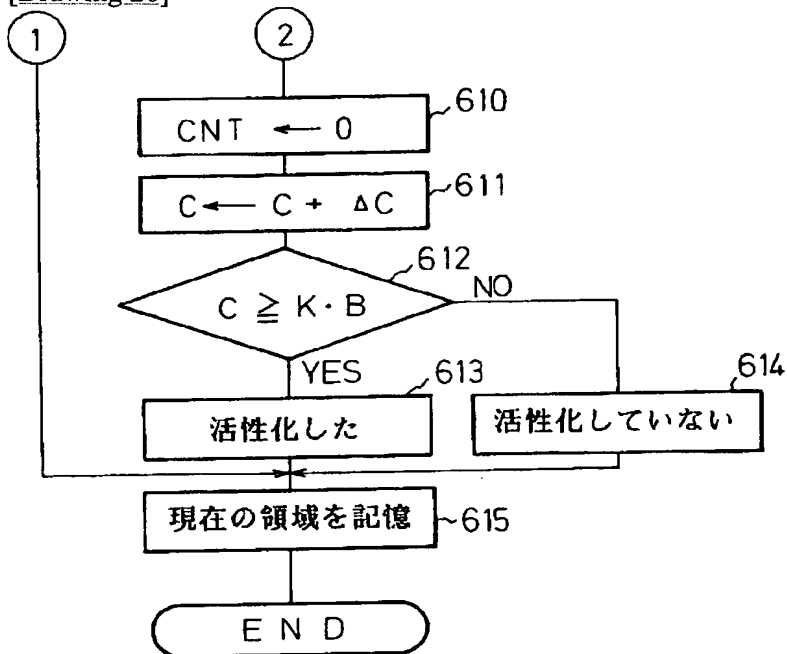 1
2
CNT ← 0
610
C ← C + ΔC
611
612
C ≧ K・B
NO
YES
613
614
活性化した
活性化していない
現在の領域を記憶
615
END